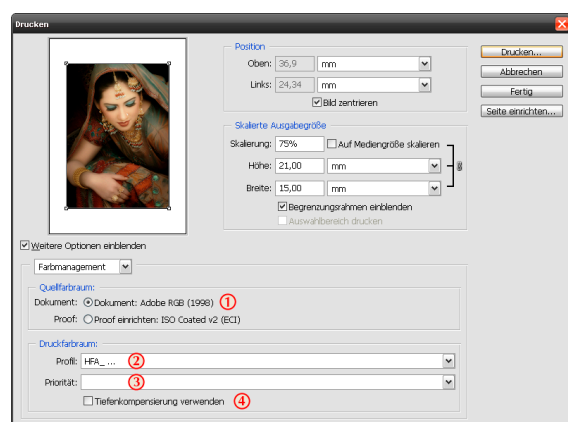 Drucken
Position
Oben: 36,9 mm
Links: 24,34 mm
Bild zentrieren
Drucken...
Abbrechen
Fertig
Seite einrichten...
Skalierte Ausgabegröße
Skalierung: 75% Auf Mediengröße skalieren
Höhe: 21,00 mm
Breite: 15,00 mm
Begrenzungsrahmen einblenden
Auswahlbereich drucken
Weitere Optionen einblenden
Farbmanagement
Quellfarbraum:
Dokument: Dokument: Adobe RGB (1998) 1
Proof: Proof einrichten: ISO Coated v2 (ECI)
Druckfarbraum:
Profil: HFA_ ... 2
Priorität: 3
Tiefenkompensierung verwenden 4